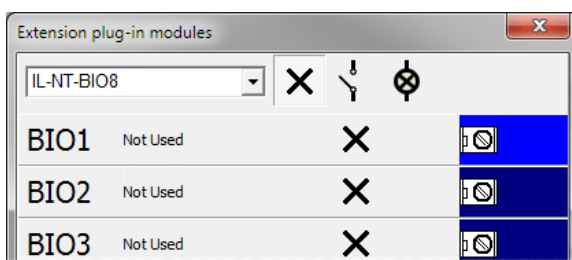 Extension plug-in modules
IL-NT-BIO8
BIO1 Not Used
BIO2 Not Used
BIO3 Not Used